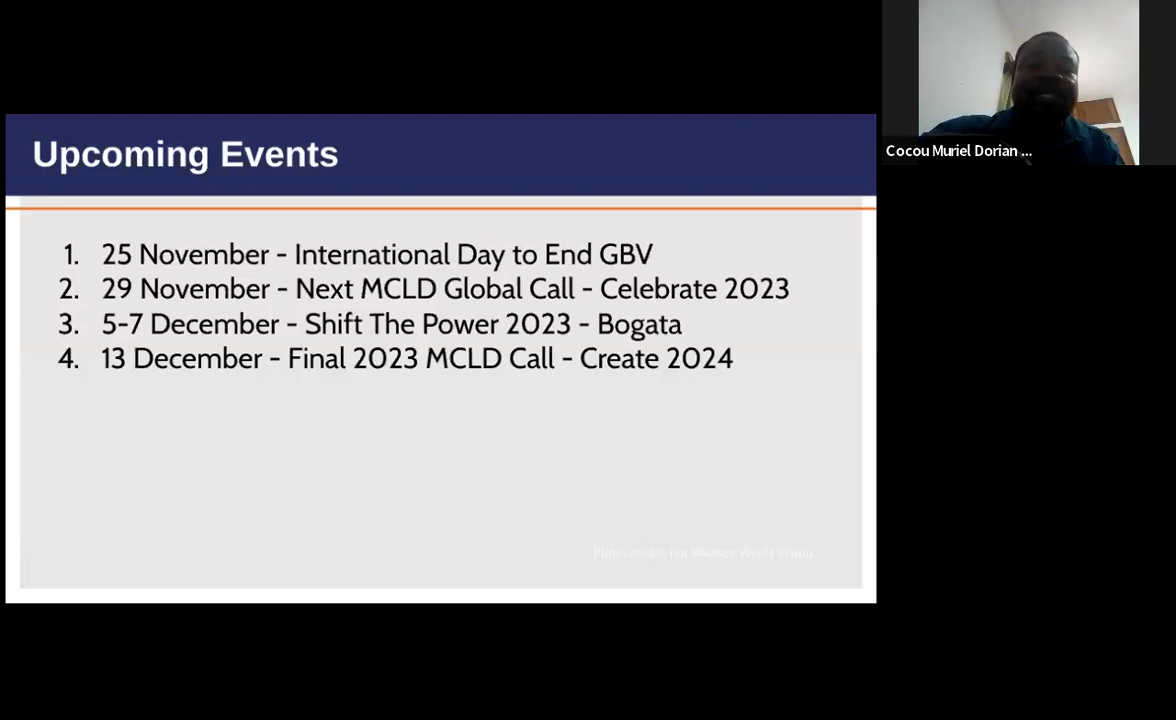 Upcoming Events
1. 25 November - International Day to End GBV
2. 29 November - Next MCLD Global Call - Celebrate 2023
3. 5-7 December - Shift The Power 2023 - Bogata
4. 13 December - Final 2023 MCLD Call - Create 2024
World Vision
Cocou Muriel Dorian ...